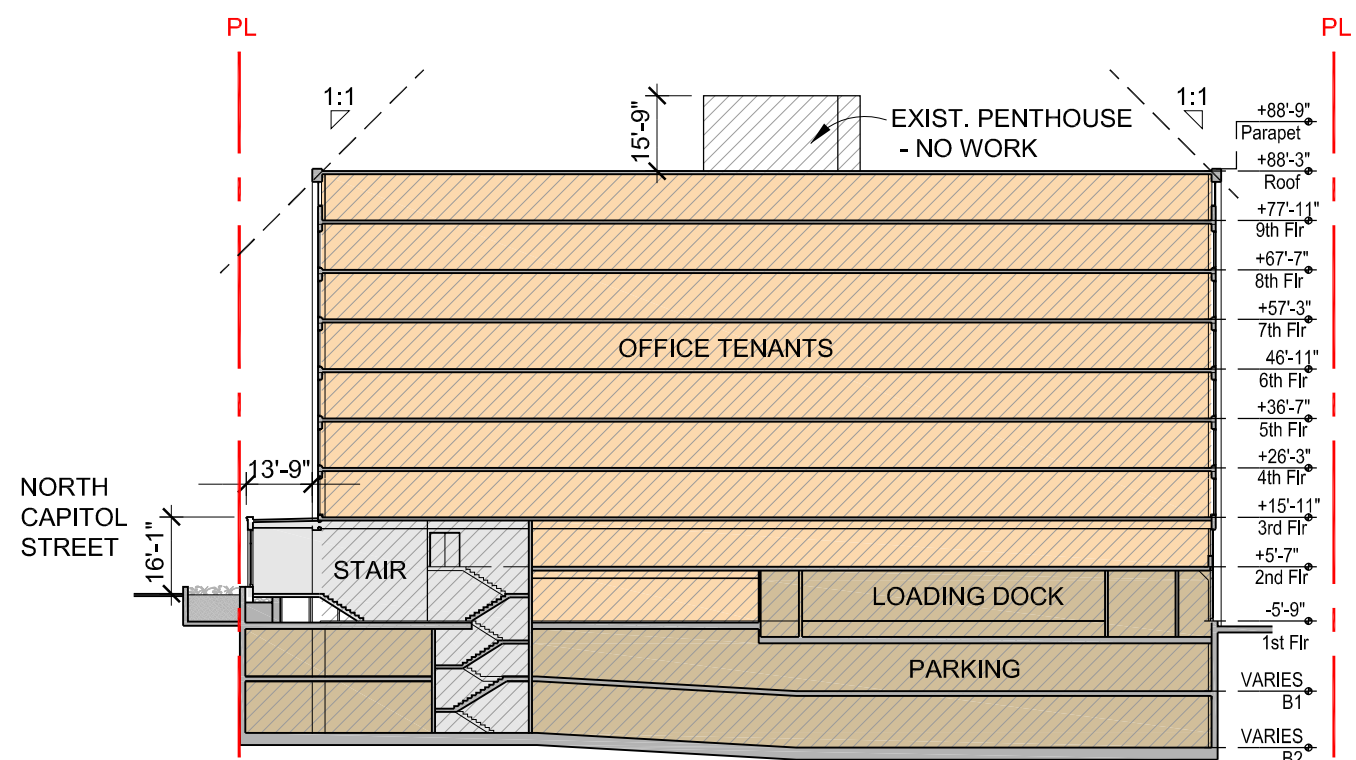 PL
PL
1:1
1:1
15'-9"
EXIST. PENTHOUSE
- NO WORK
+88'-9"
Parapet
+88'-3"
Roof
+77'-11"
9th Flr
+67'-7"
8th Flr
+57'-3"
7th Flr
OFFICE TENANTS
46'-11"
6th Flr
+36'-7"
5th Flr
+26'-3"
4th Flr
13'-9"
NORTH
CAPITOL
STREET
16'-1"
+15'-11"
3rd Flr
STAIR
+5'-7"
2nd Flr
LOADING DOCK
-5'-9"
1st Flr
PARKING
VARIES
B1
VARIES
B2